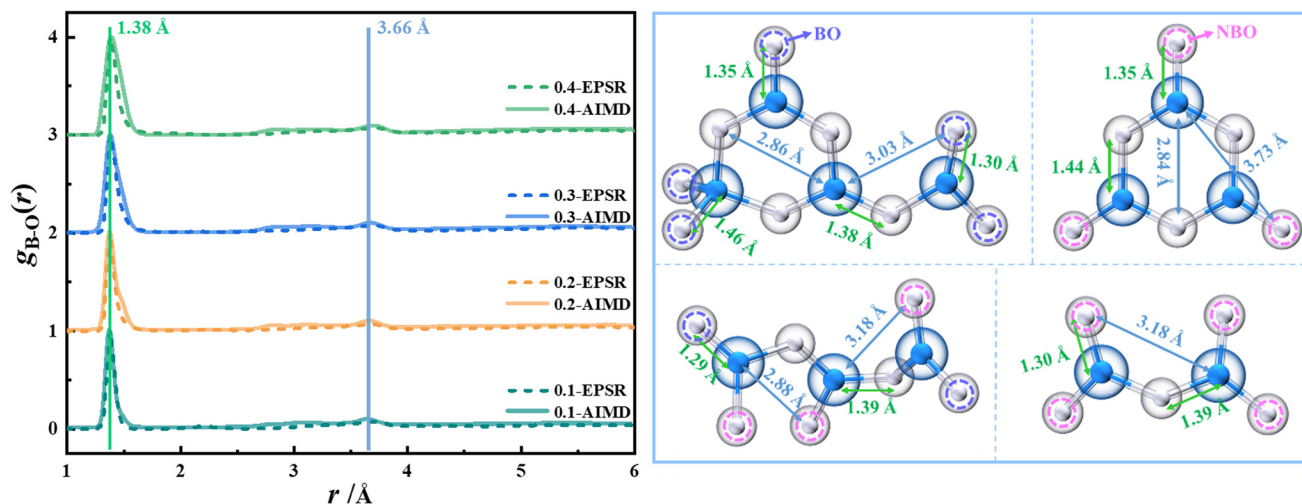 1.38 Å
3.66 Å
4
3
2
1
0
g_B-O(r)
0.4-EPSR
0.4-AIMD
0.3-EPSR
0.3-AIMD
0.2-EPSR
0.2-AIMD
0.1-EPSR
0.1-AIMD
1 2 3 4 5 6
r /Å
BO
1.35 Å
2.86 Å
3.03 Å
1.30 Å
1.46 Å
1.38 Å
NBO
1.35 Å
1.44 Å
2.84 Å
3.73 Å
1.29 Å
2.88 Å
3.18 Å
1.39 Å
1.30 Å
3.18 Å
1.39 Å